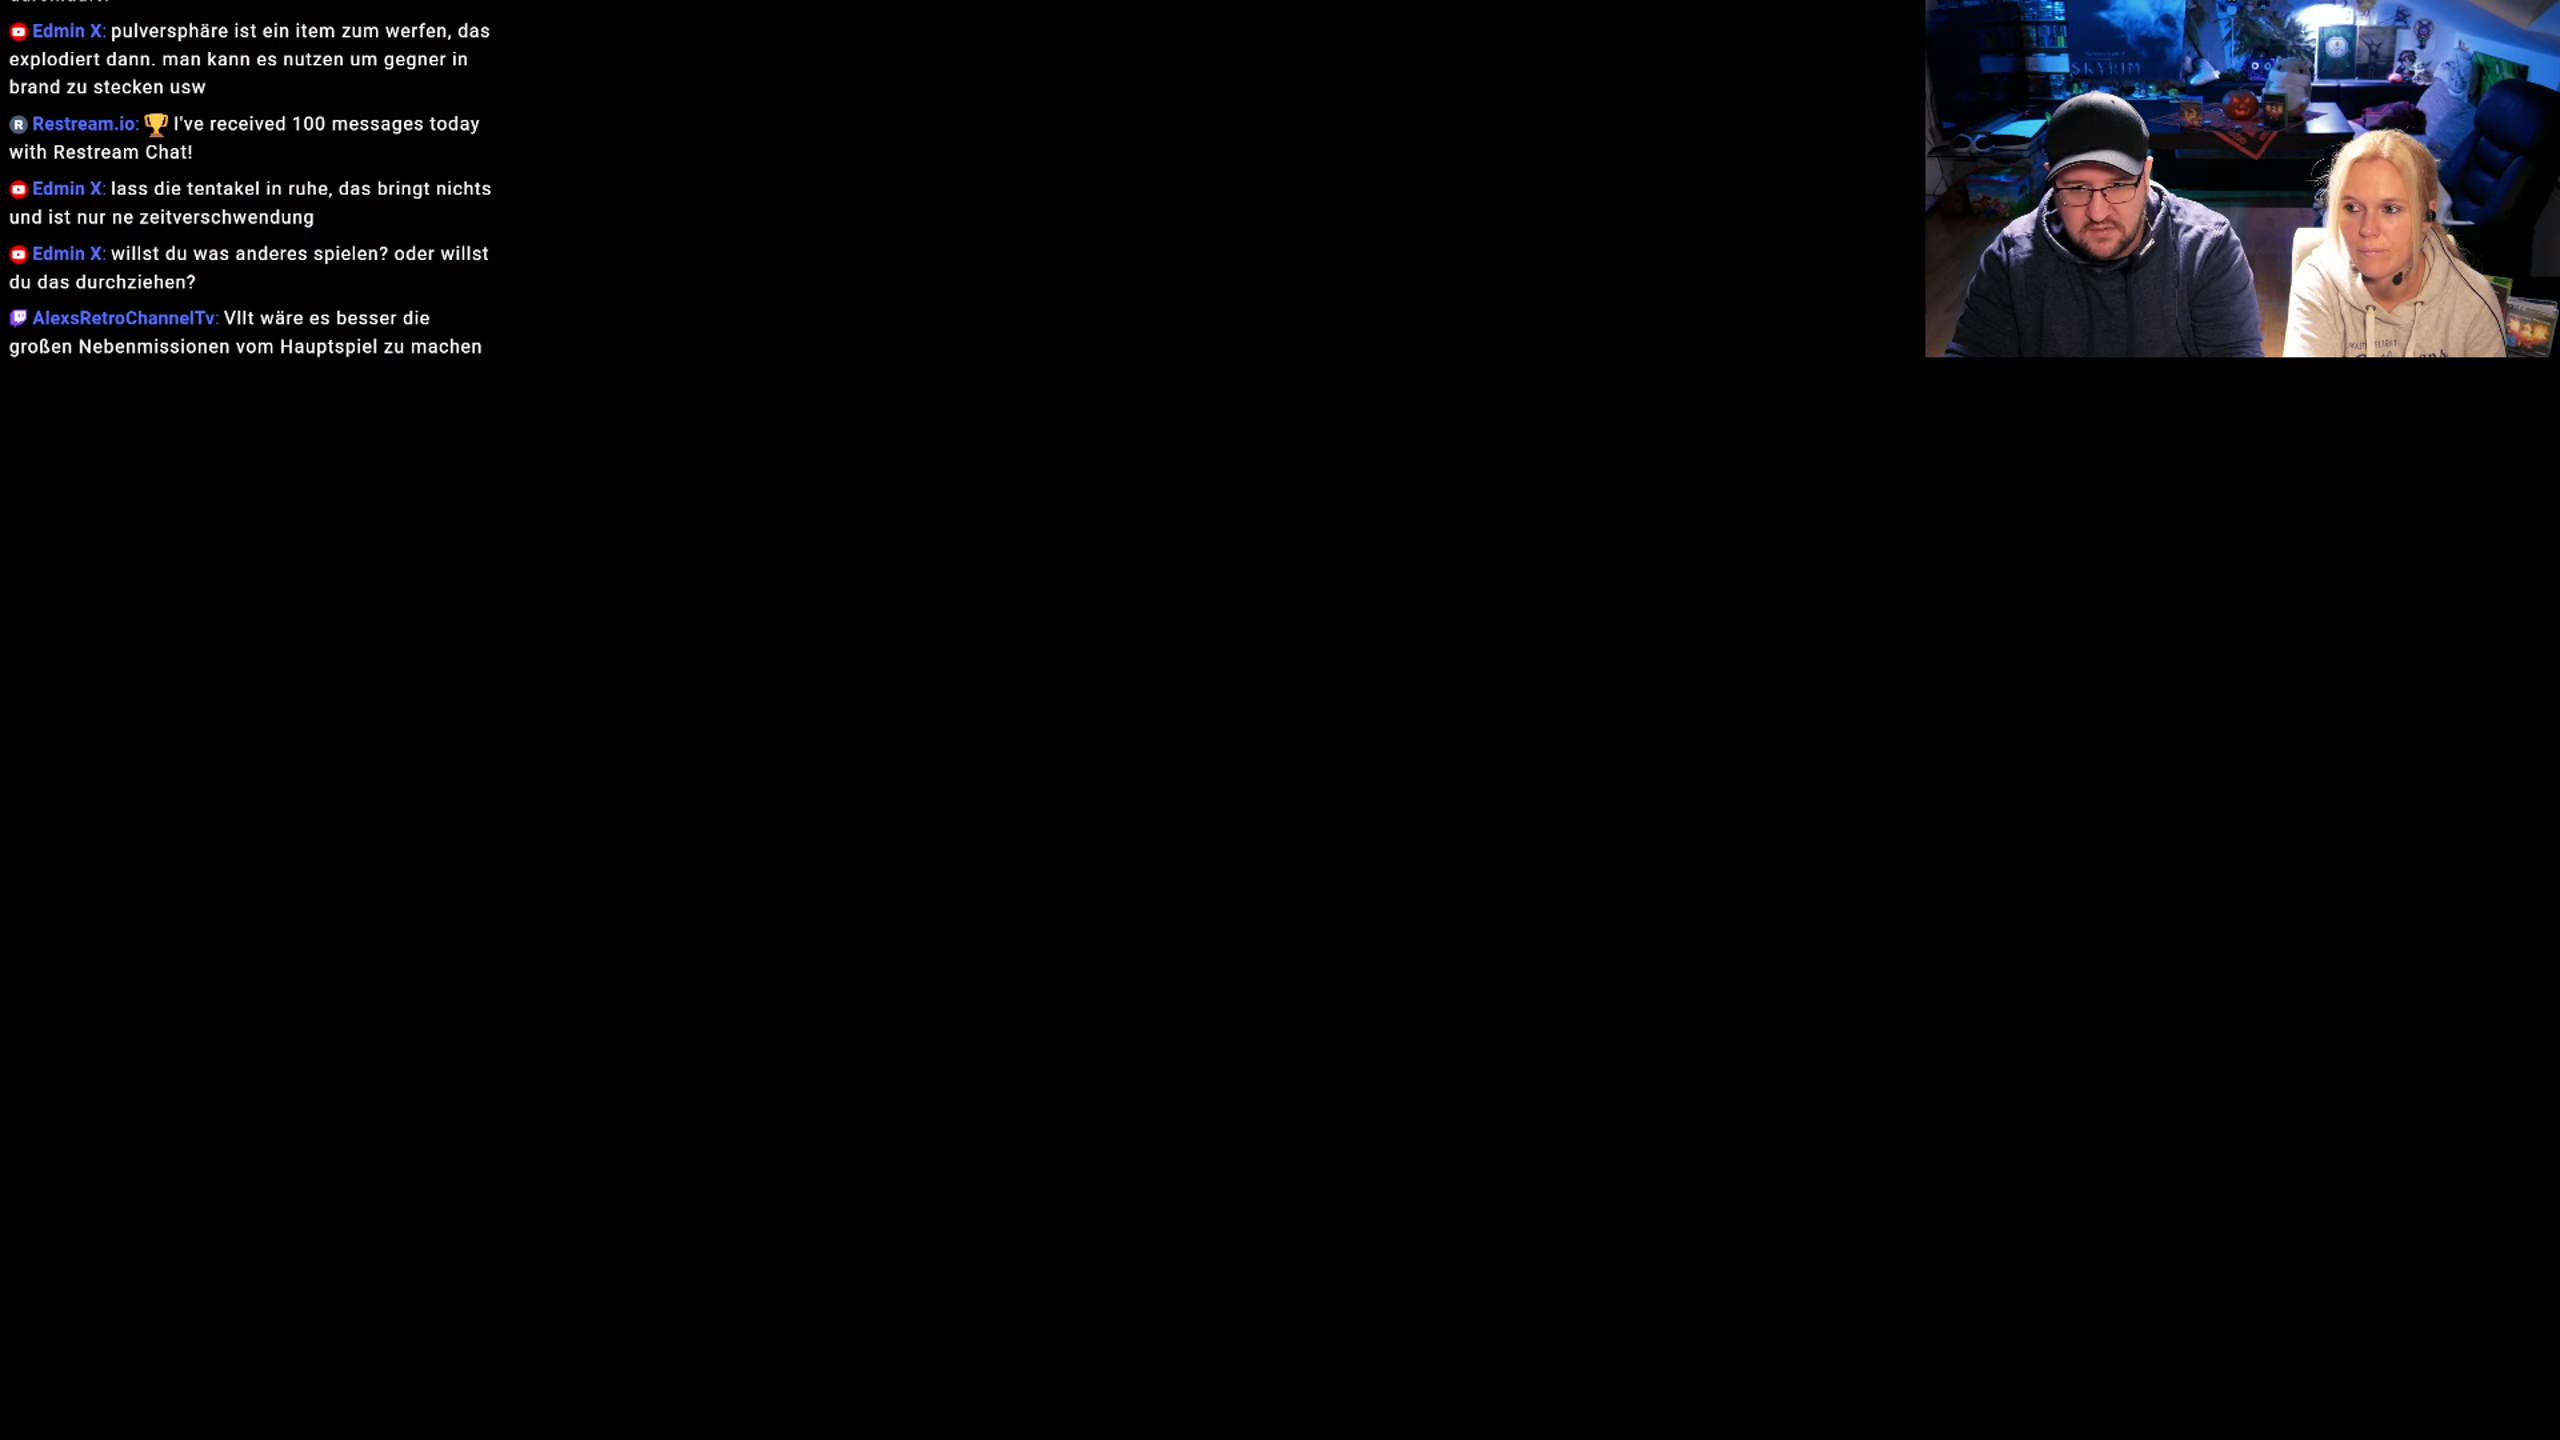 Edmin X: pulversphäre ist ein item zum werfen, das
explodiert dann. man kann es nutzen um gegner in
brand zu stecken usw
Restream.io: 🏆 I've received 100 messages today
with Restream Chat!
Edmin X: lass die tentakel in ruhe, das bringt nichts
und ist nur ne zeitverschwendung
Edmin X: willst du was anderes spielen? oder willst
du das durchziehen?
AlexsRetroChannelTv: Vllt wäre es besser die
großen Nebenmissionen vom Hauptspiel zu machen
SKYRIM